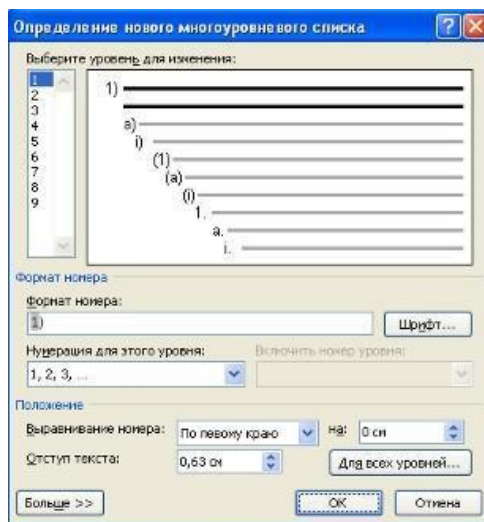 Определение нового многоуровневого списка
Выберите уровень для изменения:
1
2
3
4
5
6
7
8
9
1)
a)
i)
(1)
(a)
(i)
1.
a.
i.
Формат номера
Формат номера:
1)
Шрифт...
Нумерация для этого уровня:
Включить номер уровня:
1, 2, 3, ...
Положение
Выравнивание номера:
По левому краю
на:
0 см
Отступ текста:
0,63 см
Для всех уровней...
Больше >>
ОК
Отмена